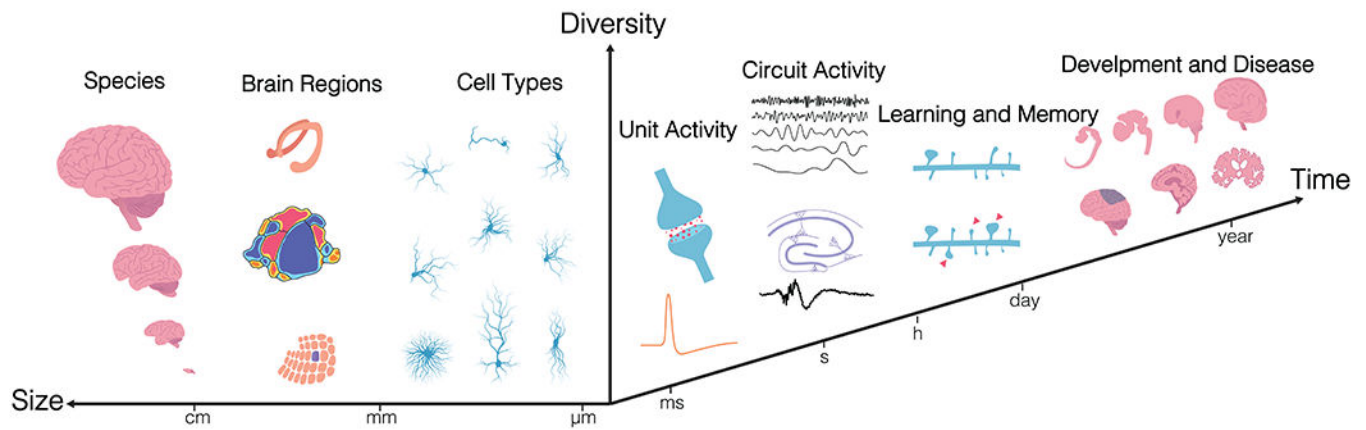 Diversity
Species
Brain Regions
Cell Types
Unit Activity
Circuit Activity
Learning and Memory
Develpment and Disease
Time
year
day
h
s
ms
Size
cm
mm
μm